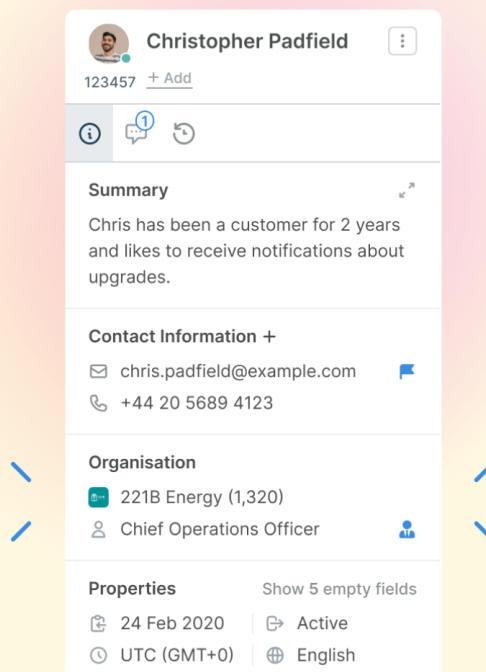 Christopher Padfield
123457 + Add
1
Summary
Chris has been a customer for 2 years
and likes to receive notifications about
upgrades.
Contact Information +
chris.padfield@example.com
+44 20 5689 4123
Organisation
221B Energy (1,320)
Chief Operations Officer
Properties Show 5 empty fields
24 Feb 2020 Active
UTC (GMT+0) English